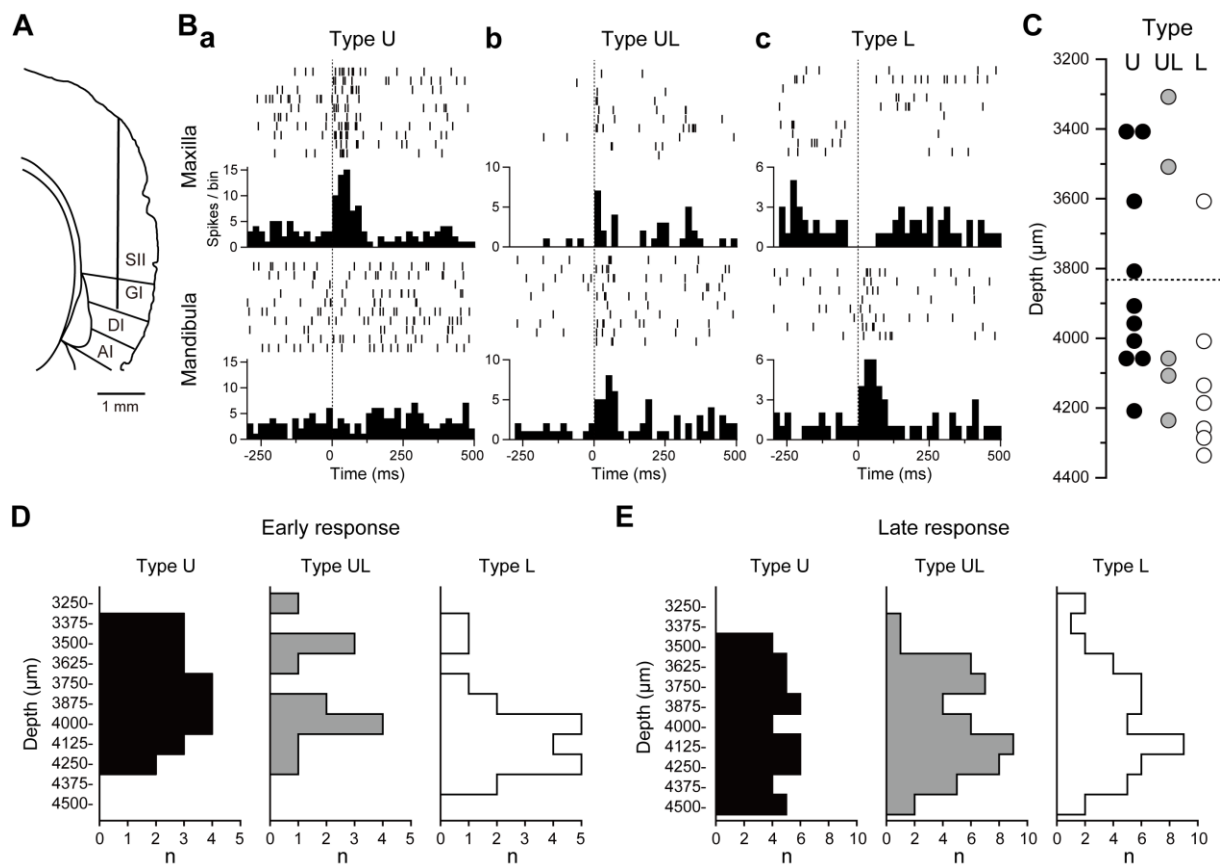 A
SII
GI
DI
AI
1 mm
B
a
Type U
b
Type UL
c
Type L
Maxilla
Spikes / bin
15
10
5
0
10
5
0
6
3
0
Mandibula
15
10
5
0
10
5
0
6
3
0
-250 0 250 500
-250 0 250 500
-250 0 250 500
Time (ms)
Time (ms)
Time (ms)
C
Type
U UL L
Depth (µm)
3200
3400
3600
3800
4000
4200
4400
D
Early response
Type U
Type UL
Type L
Depth (µm)
3250-
3375-
3500-
3625-
3750-
3875-
4000-
4125-
4250-
4375-
4500-
0 1 2 3 4 5
0 1 2 3 4 5
0 1 2 3 4 5
n
n
n
E
Late response
Type U
Type UL
Type L
Depth (µm)
3250-
3375-
3500-
3625-
3750-
3875-
4000-
4125-
4250-
4375-
4500-
0 2 4 6 8 10
0 2 4 6 8 10
0 2 4 6 8 10
n
n
n